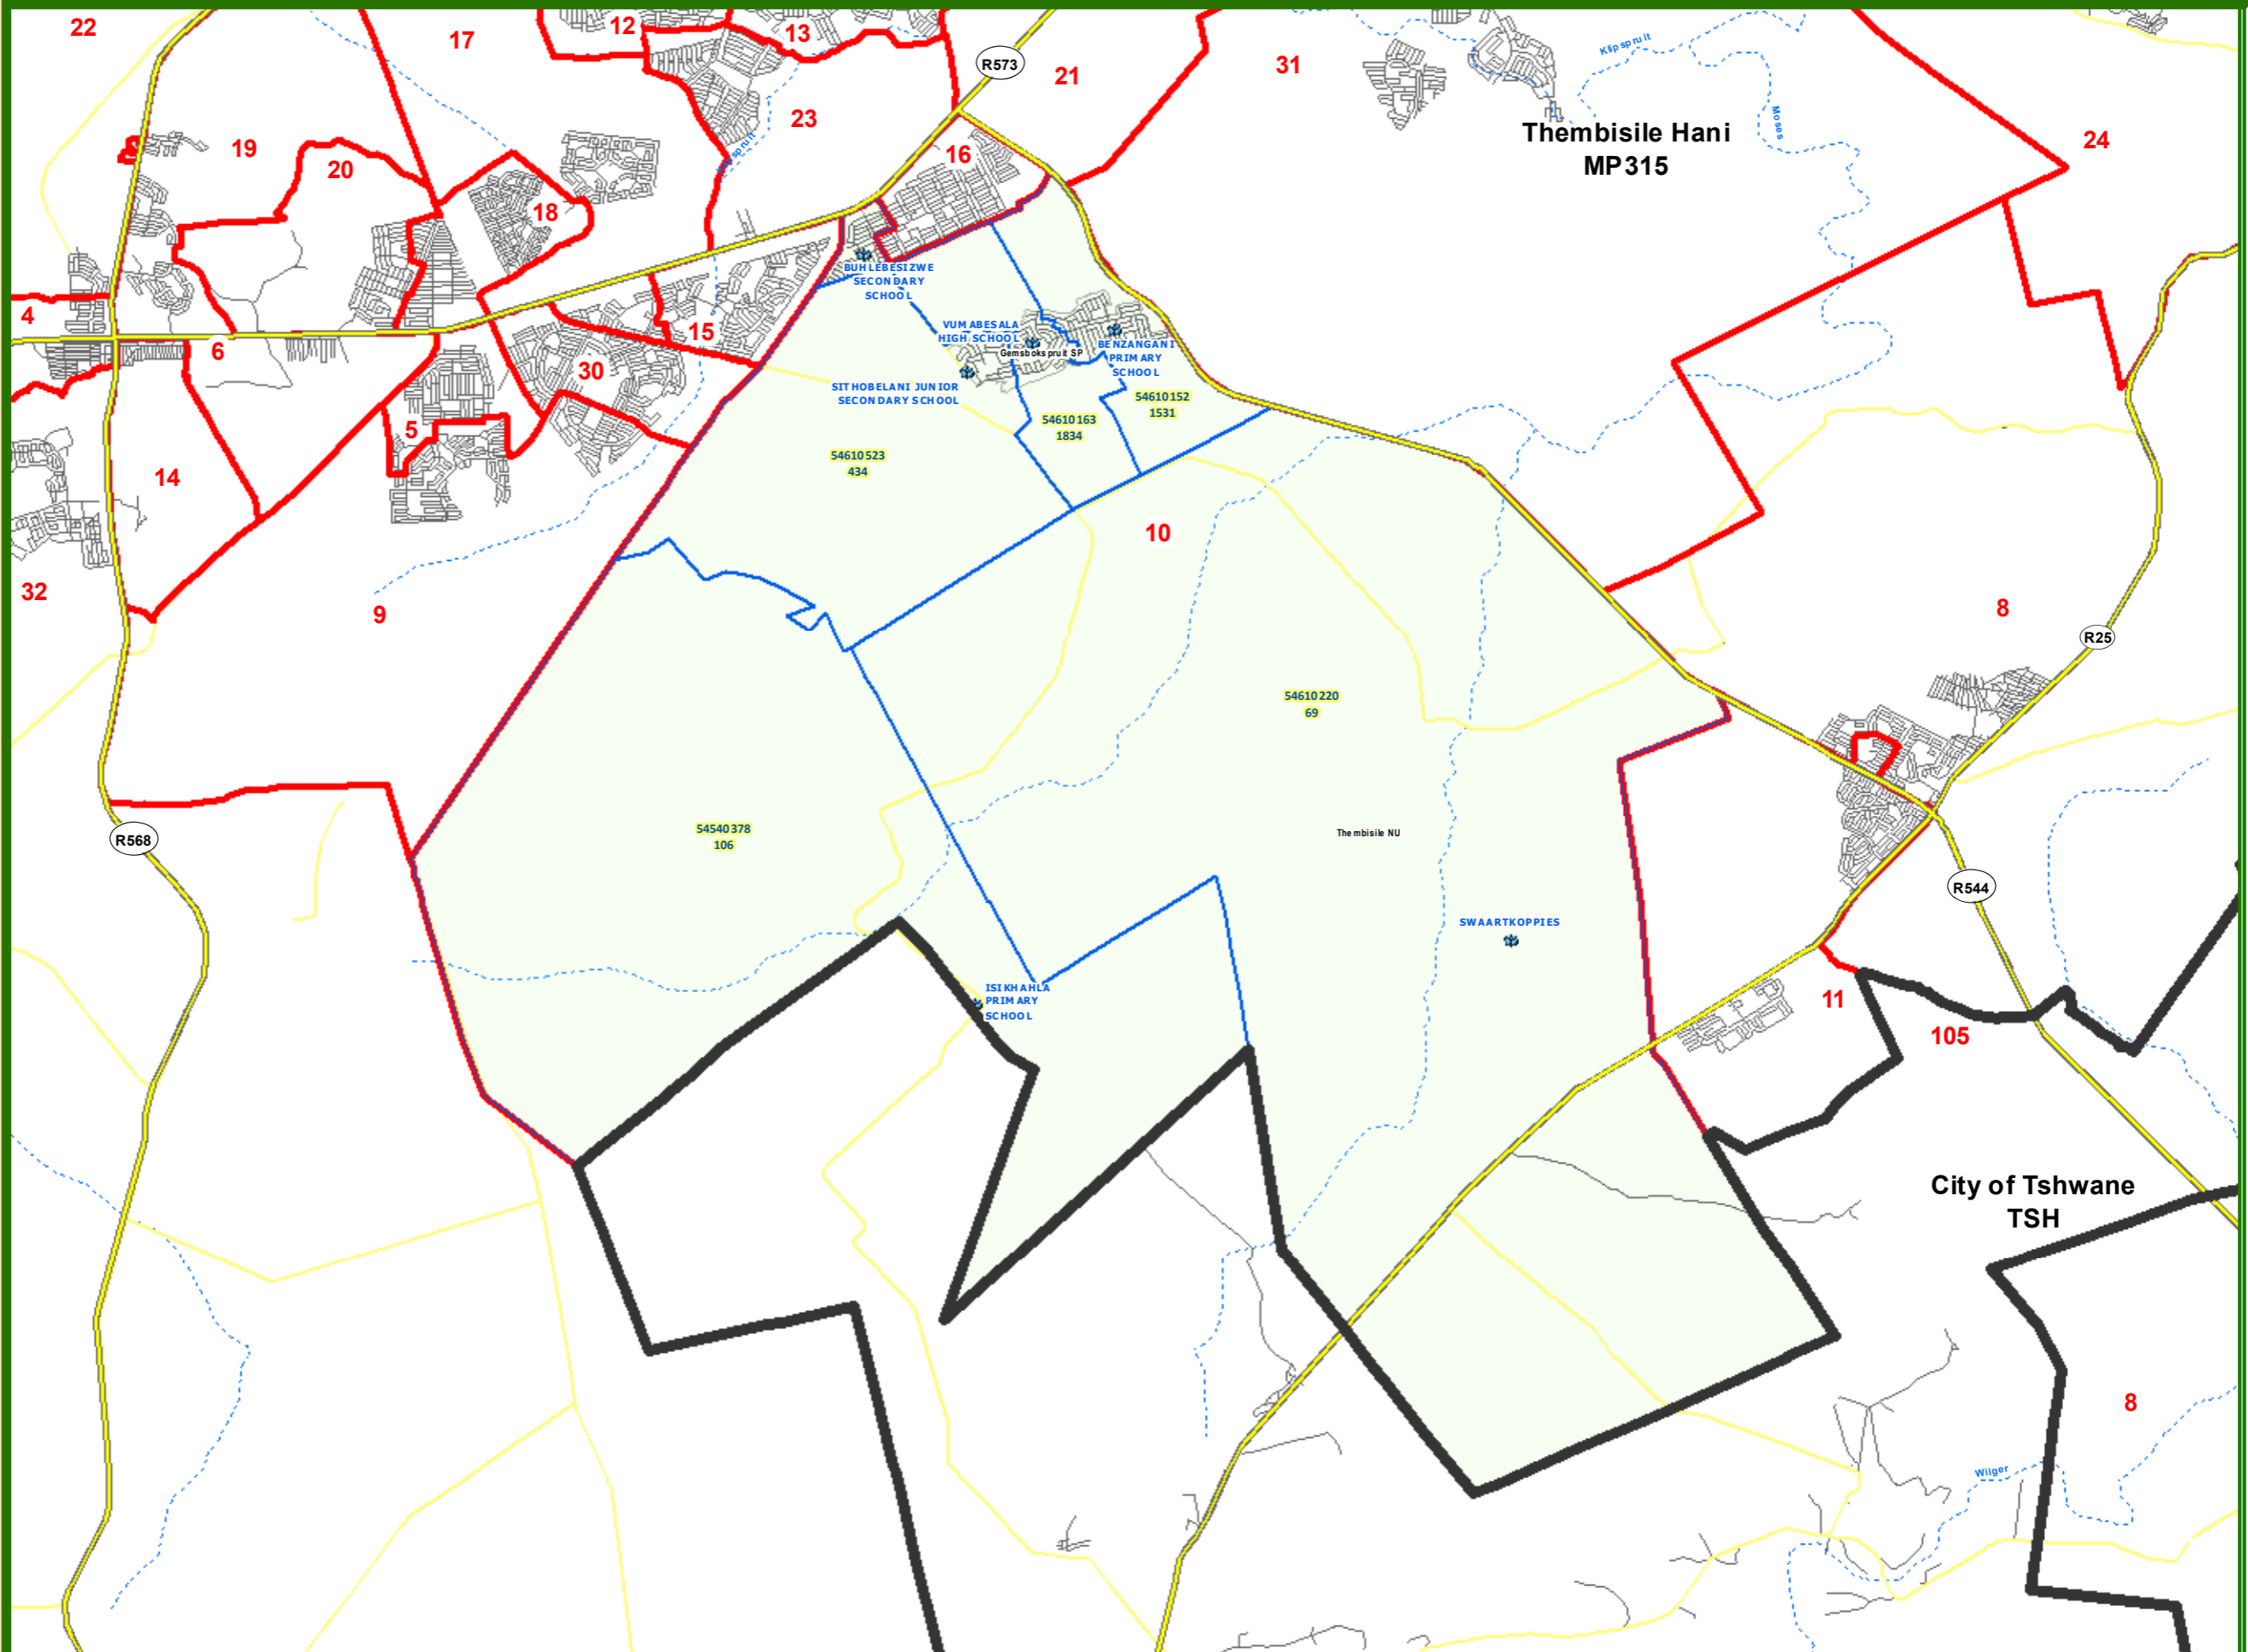 22
17
12
13
R573
21
31
Klipspruit
Moses
Thembisile Hani
MP315
24
23
19
20
16
18
BUHLEBESIZWE
SECONDARY
SCHOOL
4
6
15
VUMABESALA
HIGH SCHOOL
Gemsbokspruit SP
BENZANGANI
PRIMARY
SCHOOL
30
SITHOBELANI JUNIOR
SECONDARY SCHOOL
54610152
1531
54610163
1834
5
54610523
434
14
10
32
9
8
R25
54610220
69
54540378
106
Thembisile NU
R568
R544
SWAARTKOPPIES
ISIKHAHLA
PRIMARY
SCHOOL
11
105
City of Tshwane
TSH
8
Wilger